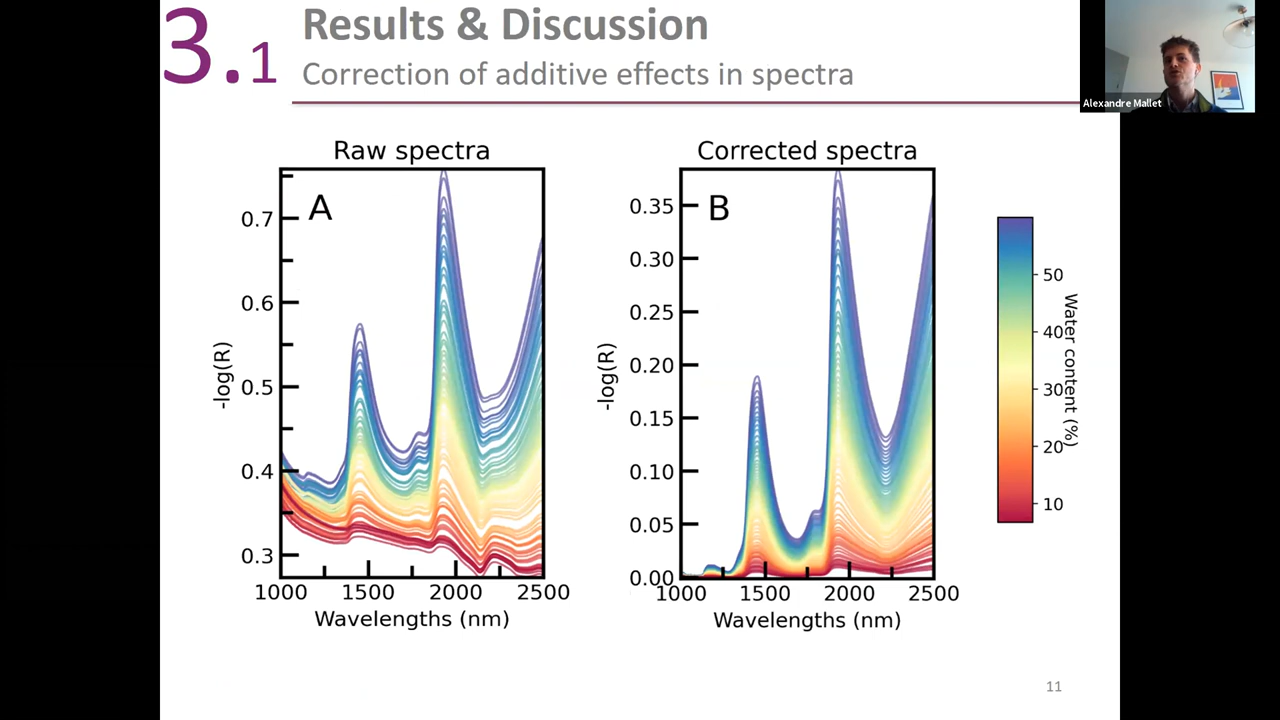 3.1
Results & Discussion
Correction of additive effects in spectra
Alexandre Mallet
Raw spectra
A
0.7
0.6
0.5
0.4
0.3
-log(R)
1000 1500 2000 2500
Wavelengths (nm)
Corrected spectra
B
0.35
0.30
0.25
0.20
0.15
0.10
0.05
0.00
-log(R)
1000 1500 2000 2500
Wavelengths (nm)
50
40
30
20
10
Water content (%)
11